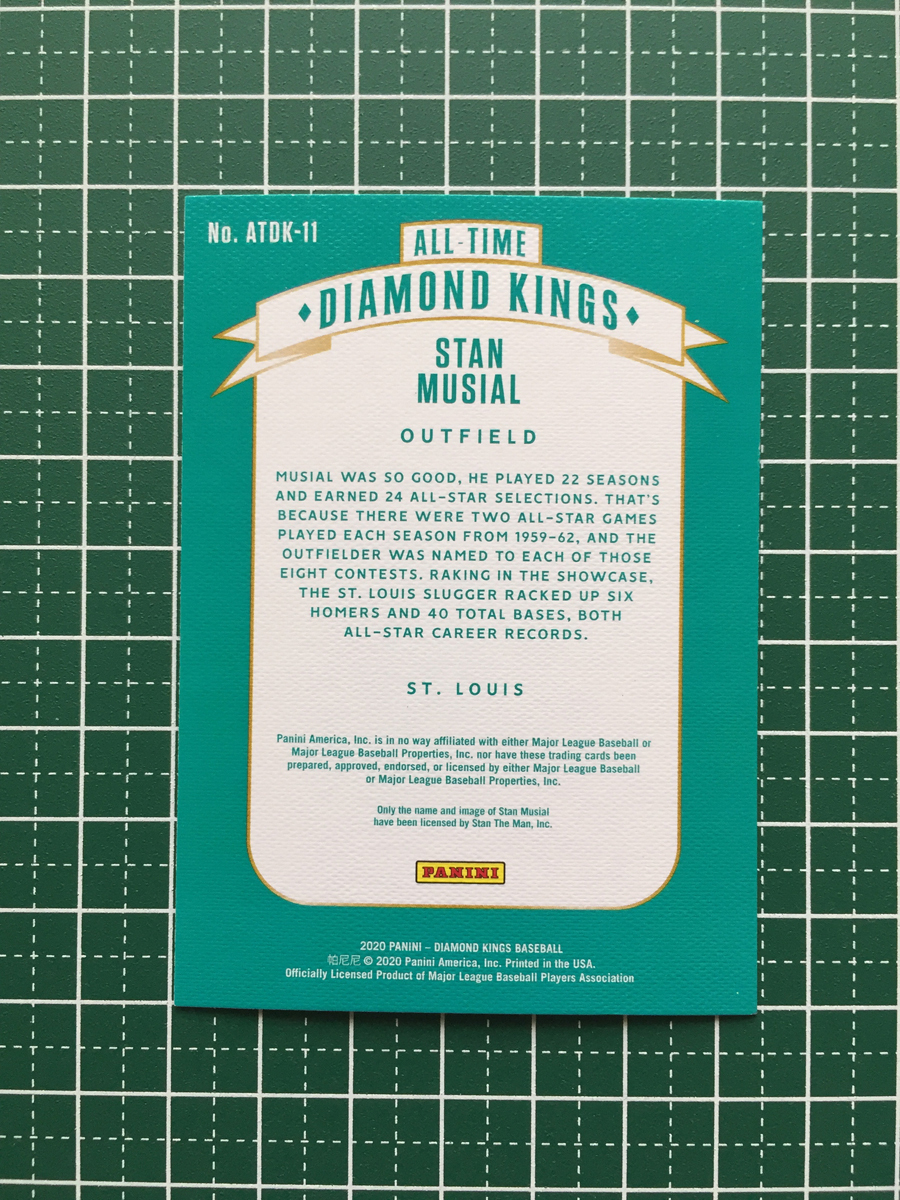 No. ATDK-11
ALL-TIME
DIAMOND KINGS
STAN
MUSIAL
OUTFIELD
MUSIAL WAS SO GOOD, HE PLAYED 22 SEASONS
AND EARNED 24 ALL-STAR SELECTIONS. THAT'S
BECAUSE THERE WERE TWO ALL-STAR GAMES
PLAYED EACH SEASON FROM 1959-62, AND THE
OUTFIELDER WAS NAMED TO EACH OF THOSE
EIGHT CONTESTS. RAKING IN THE SHOWCASE,
THE ST. LOUIS SLUGGER RACKED UP SIX
HOMERS AND 40 TOTAL BASES, BOTH
ALL-STAR CAREER RECORDS.
ST. LOUIS
Panini America, Inc. is in no way affiliated with either Major League Baseball or
Major League Baseball Properties, Inc. nor have these trading cards been
prepared, approved, endorsed, or licensed by either Major League Baseball
or Major League Baseball Properties, Inc.
Only the name and image of Stan Musial
have been licensed by Stan The Man, Inc.
PANINI
2020 PANINI – DIAMOND KINGS BASEBALL
帕尼尼 © 2020 Panini America, Inc. Printed in the USA.
Officially Licensed Product of Major League Baseball Players Association